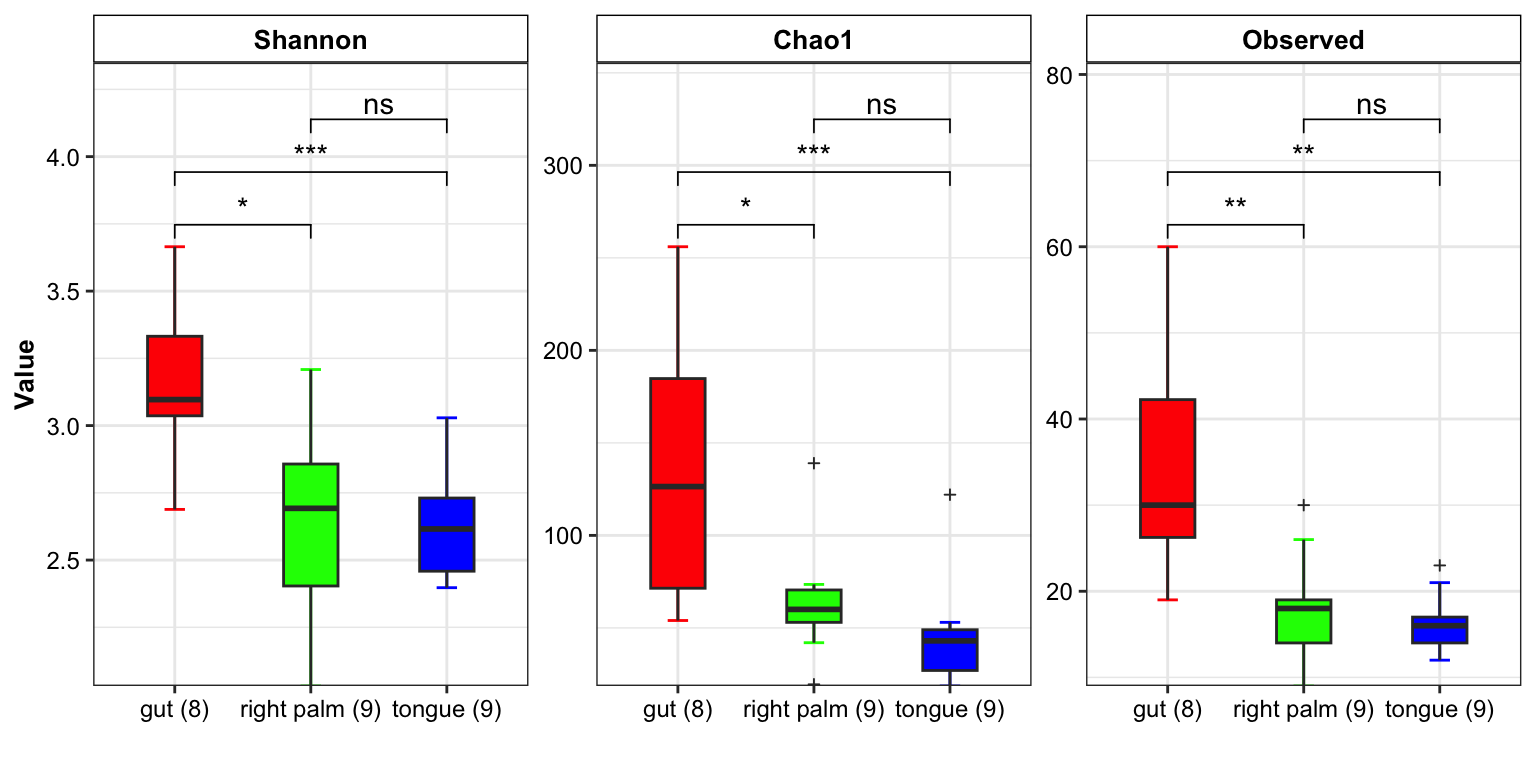 Shannon
Chao1
Observed
Value
4.0
3.5
3.0
2.5
ns
***
*
gut (8)
right palm (9)
tongue (9)
300
200
100
ns
***
*
gut (8)
right palm (9)
tongue (9)
80
60
40
20
ns
**
**
gut (8)
right palm (9)
tongue (9)